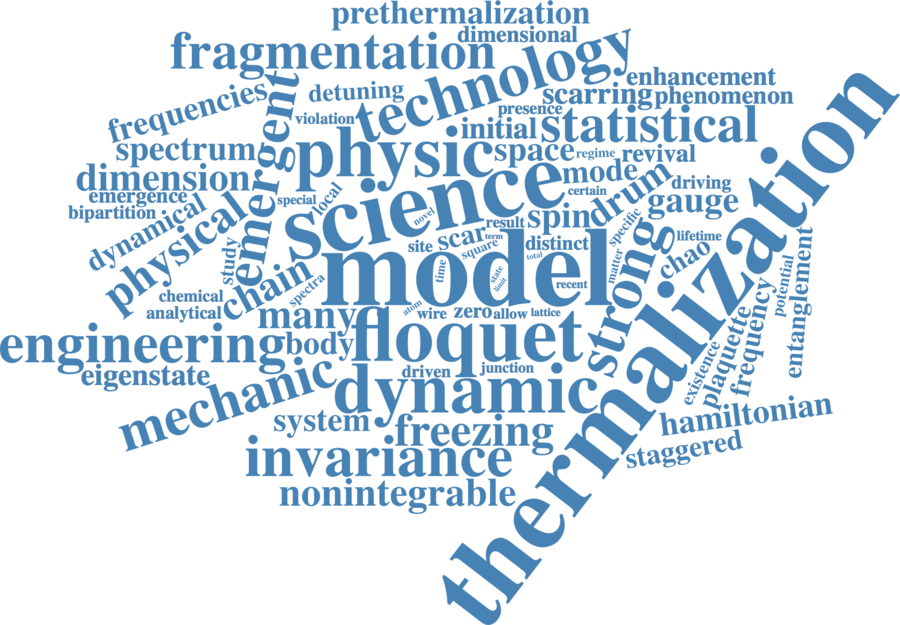 prethermalization
dimensional
fragmentation
technology
enhancement
frequencies
detuning
scarring
phenomenon
presence
violation
emergent
initial
statistical
physic
spectrum
space
regime
revival
dimension
mode
drum
driving
certain
emergence
special
local
science
gauge
bipartition
novel
result
spin
specific
dynamical
physical
study
site
scar
term
square
distinct
total
strong
lifetime
chao
thermalization
model
time
state
limit
recent
matter
potential
entanglement
chemical
analytical
chain
spectra
atom
wire
zero
allow
lattice
many
floquet
engineering
body
plaquette
frequency
existence
eigenstate
driven
junction
mechanic
dynamic
system
freezing
hamiltonian
staggered
invariance
nonintegrable